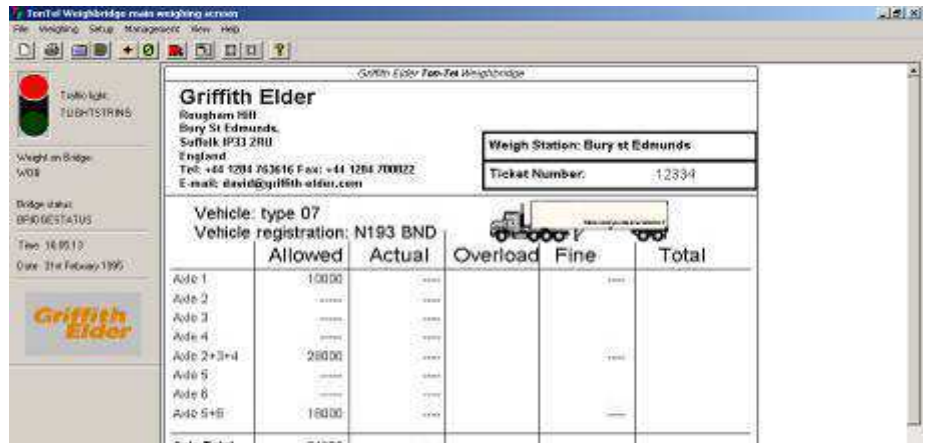 TonTel Weighbridge main weighing screen
File Weighing Setup Management View Help
Griffith Elder Ton-Tel Weighbridge
Traffic light:
TLIGHTSTRING
Weight on Bridge:
WOB
Bridge status:
BRIDGESTATUS
Time: 16:05:13
Date: 31st February 1995
Griffith
Elder
Griffith Elder
Rougham Hill
Bury St Edmunds,
Suffolk IP33 2RU
England
Tel: +44 1284 763616 Fax: +44 1284 700822
E-mail: david@griffith-elder.com
Weigh Station: Bury st Edmunds
Ticket Number: 12334
Vehicle: type 07
Vehicle registration: N193 BND
Allowed Actual Overload Fine Total
Axle 1 10000 ---- ----
Axle 2 ----- ----
Axle 3 ----- ----
Axle 4 ----- ----
Axle 2+3+4 28000 ---- ----
Axle 5 ----- ----
Axle 6 ----- ----
Axle 5+6 18000 ---- ----